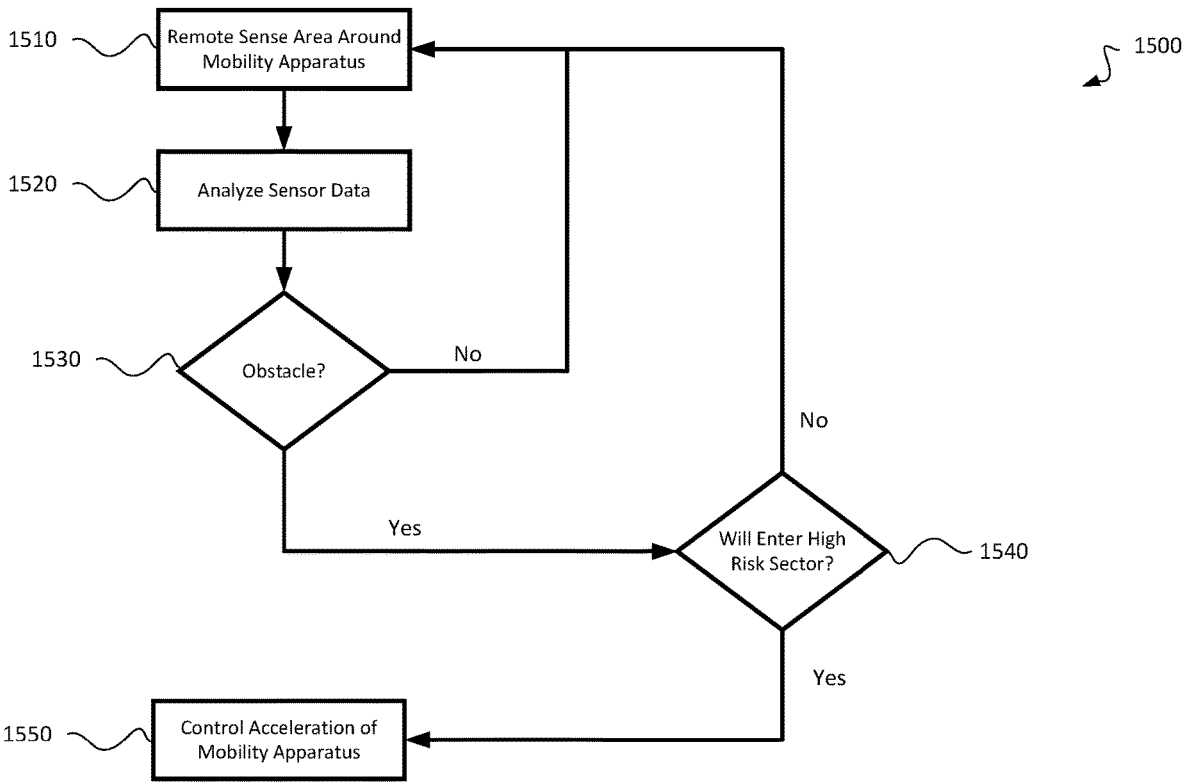 1510
Remote Sense Area Around
Mobility Apparatus
1500
1520
Analyze Sensor Data
1530
Obstacle?
No
No
Yes
Will Enter High
Risk Sector?
1540
Yes
1550
Control Acceleration of
Mobility Apparatus